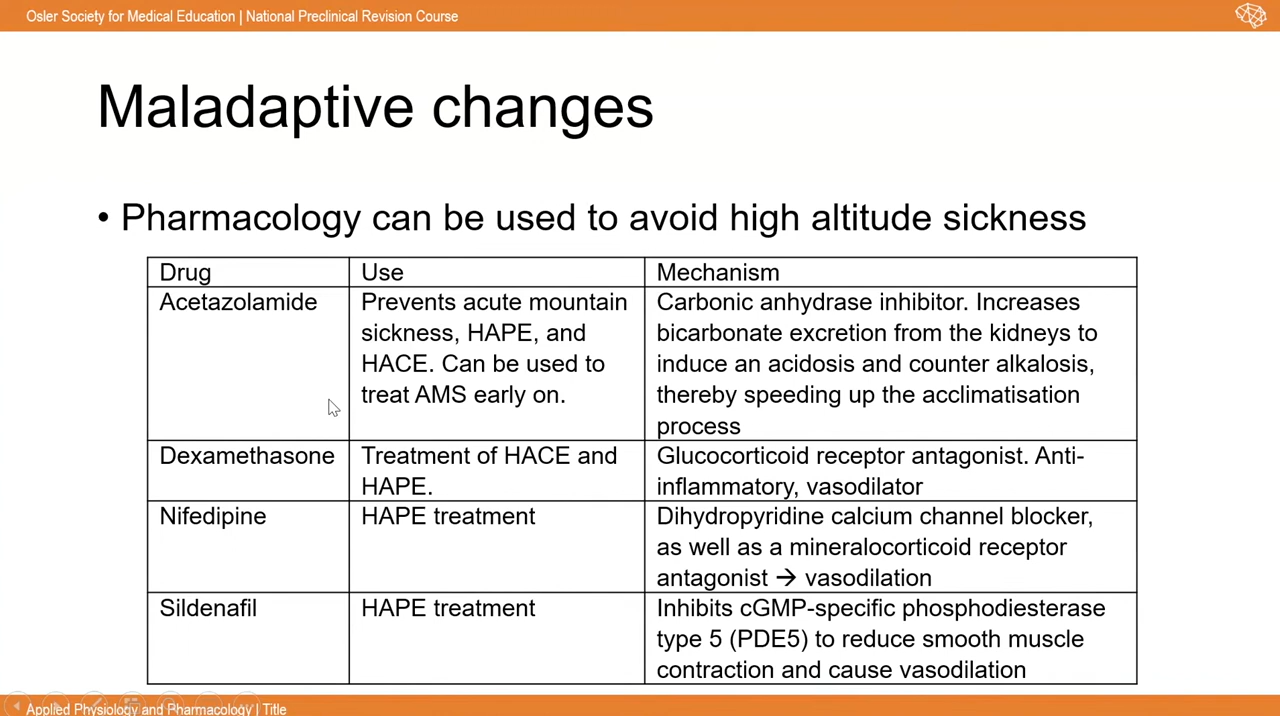 Osler Society for Medical Education | National Preclinical Revision Course
Maladaptive changes
• Pharmacology can be used to avoid high altitude sickness
Drug
Use
Mechanism
Acetazolamide
Prevents acute mountain
sickness, HAPE, and
HACE. Can be used to
treat AMS early on.
Carbonic anhydrase inhibitor. Increases
bicarbonate excretion from the kidneys to
induce an acidosis and counter alkalosis,
thereby speeding up the acclimatisation
process
Dexamethasone
Treatment of HACE and
HAPE.
Glucocorticoid receptor antagonist. Anti-
inflammatory, vasodilator
Nifedipine
HAPE treatment
Dihydropyridine calcium channel blocker,
as well as a mineralocorticoid receptor
antagonist → vasodilation
Sildenafil
HAPE treatment
Inhibits cGMP-specific phosphodiesterase
type 5 (PDE5) to reduce smooth muscle
contraction and cause vasodilation
Applied Physiology and Pharmacology | Title